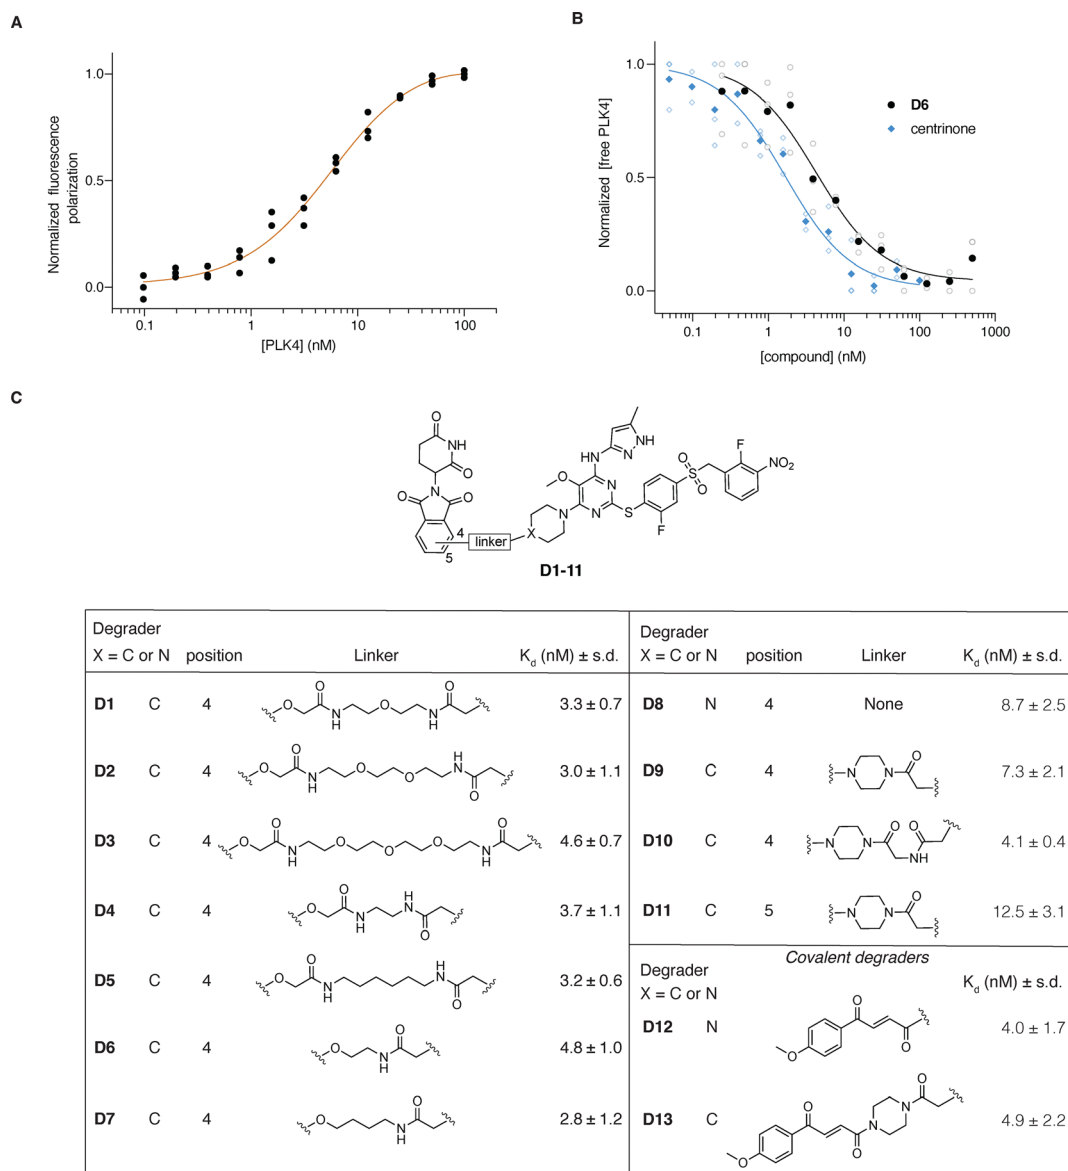 A
Normalized fluorescence
polarization
1.0
0.5
0.0
0.1
1
10
100
[PLK4] (nM)
B
Normalized [free PLK4]
1.0
0.5
0.0
D6
centrinone
0.1
1
10
100
1000
[compound] (nM)
C
O
NH
O
N
O
O
4
5
linker
X
N
N
N
O
HN
N
NH
S
F
O
S
O
F
NO2
D1-11
Degrader
X = C or N position Linker Kd (nM) ± s.d.
D1 C 4 O O N H O H N O 3.3 ± 0.7
D2 C 4 O O N H O O H N O 3.0 ± 1.1
D3 C 4 O O N H O O O H N O 4.6 ± 0.7
D4 C 4 O O N H H N O 3.7 ± 1.1
D5 C 4 O O N H H N O 3.2 ± 0.6
D6 C 4 O N H O 4.8 ± 1.0
D7 C 4 O N H O 2.8 ± 1.2
Degrader
X = C or N position Linker Kd (nM) ± s.d.
D8 N 4 None 8.7 ± 2.5
D9 C 4 N N O 7.3 ± 2.1
D10 C 4 N N O NH O 4.1 ± 0.4
D11 C 5 N N O 12.5 ± 3.1
Covalent degraders
Degrader Kd (nM) ± s.d.
X = C or N
D12 N O O O 4.0 ± 1.7
D13 C O O O N N O 4.9 ± 2.2